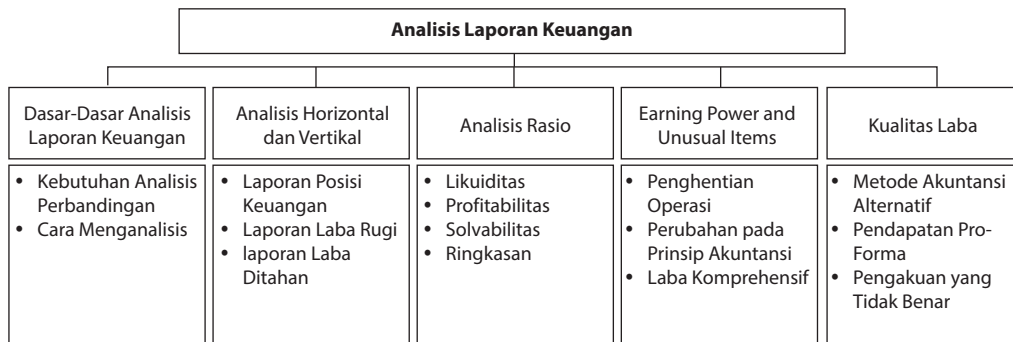 Analisis Laporan Keuangan
Dasar-Dasar Analisis
Laporan Keuangan
• Kebutuhan Analisis
Perbandingan
• Cara Menganalisis
Analisis Horizontal
dan Vertikal
• Laporan Posisi
Keuangan
• Laporan Laba Rugi
• laporan Laba
Ditahan
Analisis Rasio
• Likuiditas
• Profitabilitas
• Solvabilitas
• Ringkasan
Earning Power and
Unusual Items
• Penghentian
Operasi
• Perubahan pada
Prinsip Akuntansi
• Laba Komprehensif
Kualitas Laba
• Metode Akuntansi
Alternatif
• Pendapatan Pro-
Forma
• Pengakuan yang
Tidak Benar